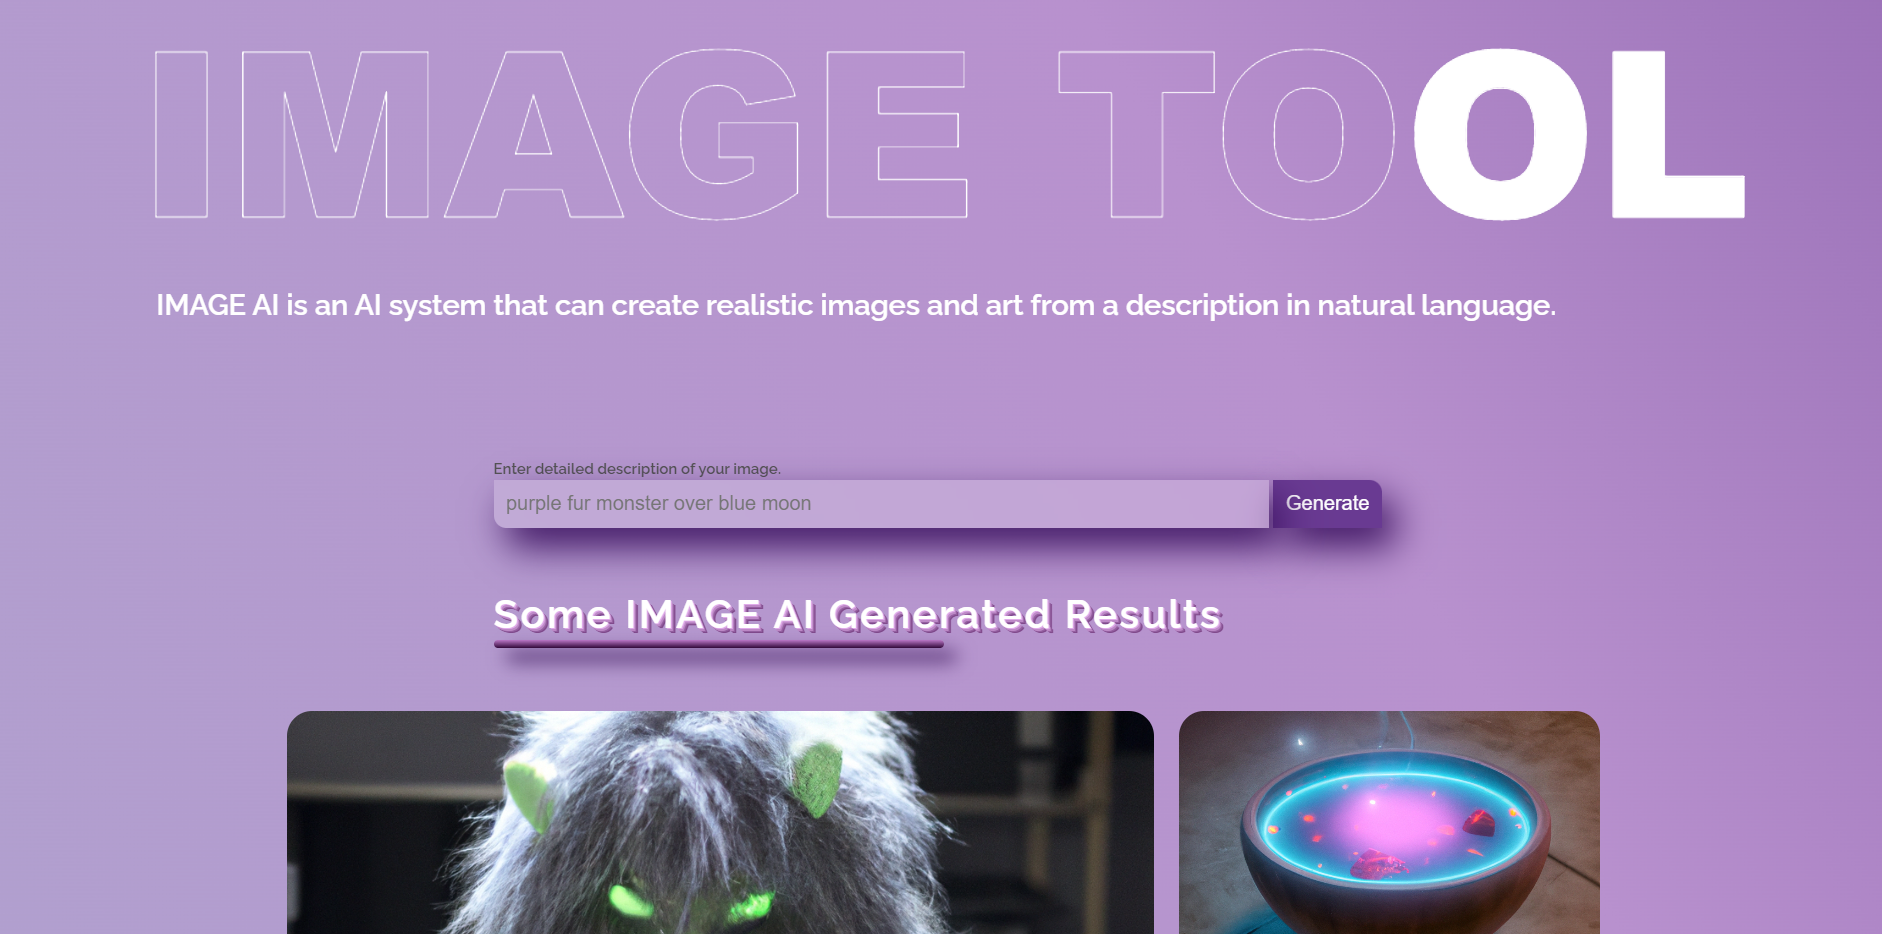 IMAGE TOOL
IMAGE AI is an AI system that can create realistic images and art from a description in natural language.
Enter detailed description of your image.
purple fur monster over blue moon
Generate
Some IMAGE AI Generated Results